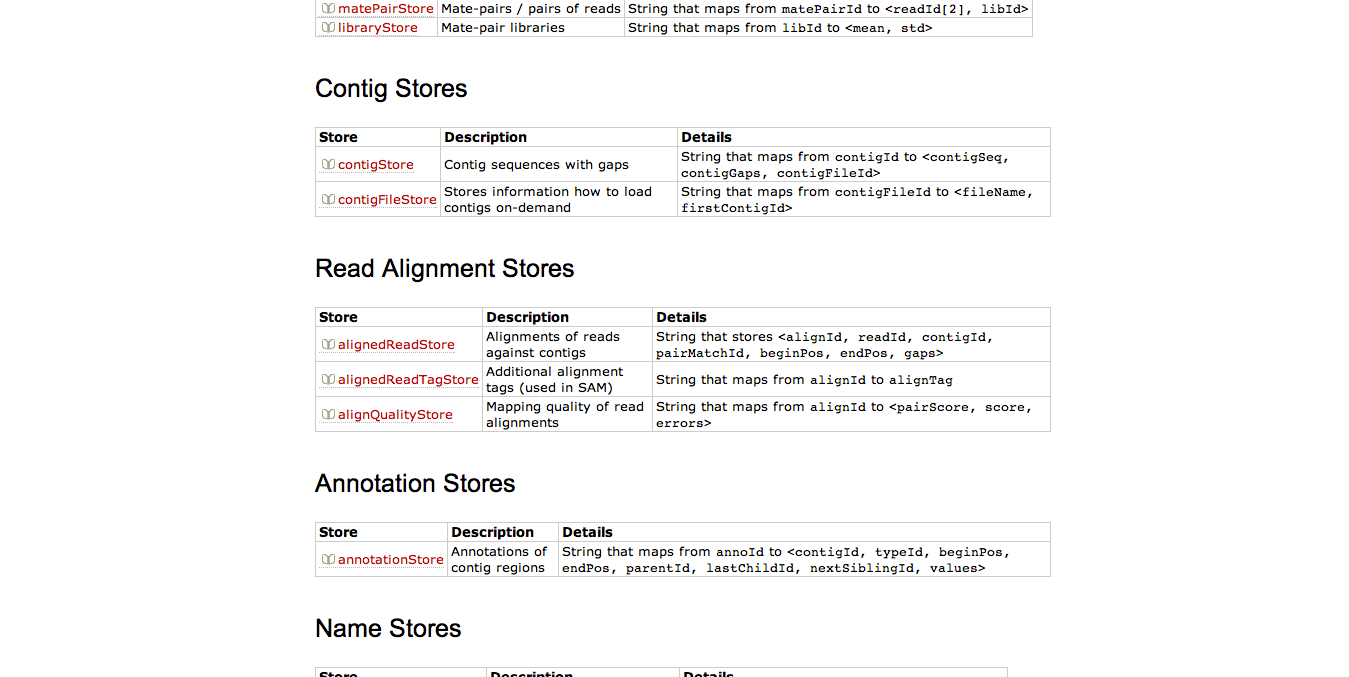 matePairStore Mate-pairs / pairs of reads String that maps from matePairId to <readId[2], libId>
libraryStore Mate-pair libraries String that maps from libId to <mean, std>
Contig Stores
Store Description Details
contigStore Contig sequences with gaps String that maps from contigId to <contigSeq,
contigGaps, contigFileId>
contigFileStore Stores information how to load
contigs on-demand String that maps from contigFileId to <fileName,
firstContigId>
Read Alignment Stores
Store Description Details
alignedReadStore Alignments of reads
against contigs String that stores <alignId, readId, contigId,
pairMatchId, beginPos, endPos, gaps>
alignedReadTagStore Additional alignment
tags (used in SAM) String that maps from alignId to alignTag
alignQualityStore Mapping quality of read
alignments String that maps from alignId to <pairScore, score,
errors>
Annotation Stores
Store Description Details
annotationStore Annotations of
contig regions String that maps from annoId to <contigId, typeId, beginPos,
endPos, parentId, lastChildId, nextSiblingId, values>
Name Stores
Store Description Details